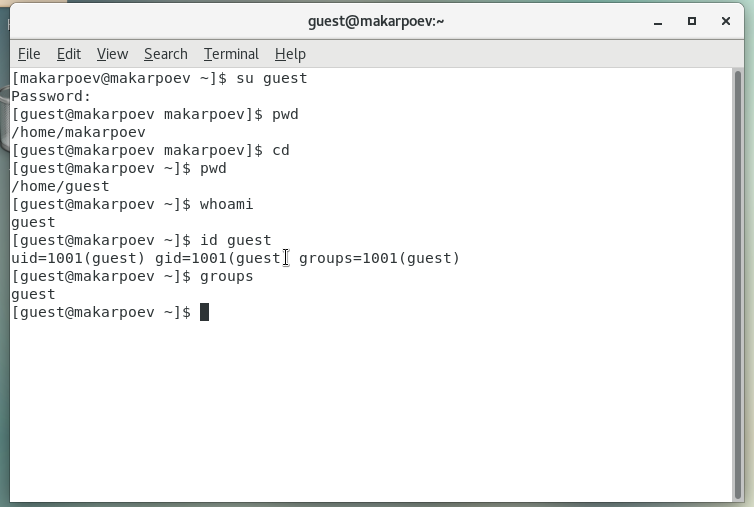 guest@makarpoev:~
File Edit View Search Terminal Help
[makarpoev@makarpoev ~]$ su guest
Password:
[guest@makarpoev makarpoev]$ pwd
/home/makarpoev
[guest@makarpoev makarpoev]$ cd
[guest@makarpoev ~]$ pwd
/home/guest
[guest@makarpoev ~]$ whoami
guest
[guest@makarpoev ~]$ id guest
uid=1001(guest) gid=1001(guest) groups=1001(guest)
[guest@makarpoev ~]$ groups
guest
[guest@makarpoev ~]$